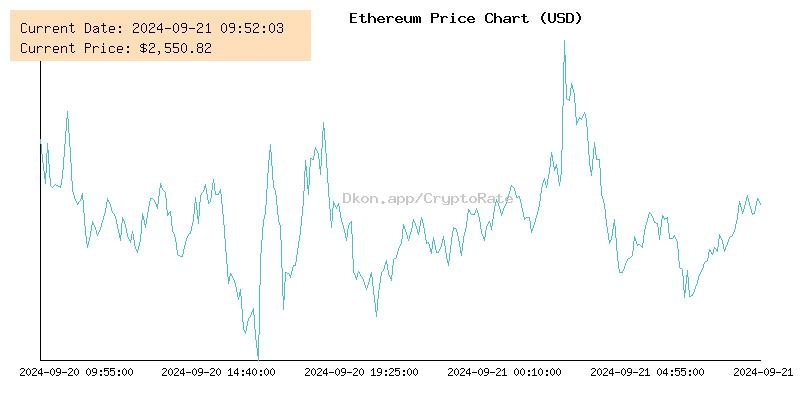 Ethereum Price Chart (USD)
Current Date: 2024-09-21 09:52:03
Current Price: $2,550.82
Dkon.app/CryptoRate
2024-09-20 09:55:00 2024-09-20 14:40:00 2024-09-20 19:25:00 2024-09-21 00:10:00 2024-09-21 04:55:00 2024-09-21